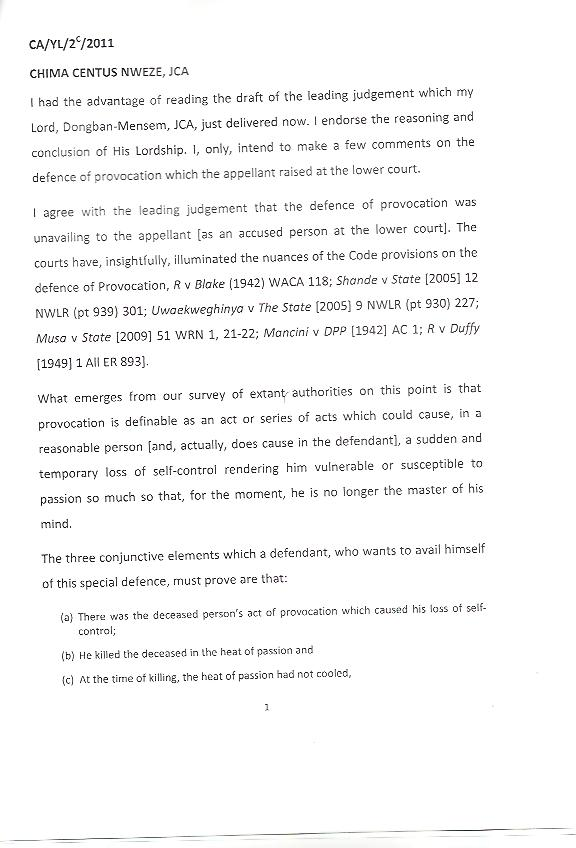 CA/YL/2ᶜ/2011
CHIMA CENTUS NWEZE, JCA
I had the advantage of reading the draft of the leading judgement which my
Lord, Dongban-Mensem, JCA, just delivered now. I endorse the reasoning and
conclusion of His Lordship. I, only, intend to make a few comments on the
defence of provocation which the appellant raised at the lower court.
I agree with the leading judgement that the defence of provocation was
unavailing to the appellant [as an accused person at the lower court]. The
courts have, insightfully, illuminated the nuances of the Code provisions on the
defence of Provocation, R v Blake (1942) WACA 118; Shande v State [2005] 12
NWLR (pt 939) 301; Uwaekweghinya v The State [2005] 9 NWLR (pt 930) 227;
Musa v State [2009] 51 WRN 1, 21-22; Mancini v DPP [1942] AC 1; R v Duffy
[1949] 1 All ER 893].
What emerges from our survey of extant authorities on this point is that
provocation is definable as an act or series of acts which could cause, in a
reasonable person [and, actually, does cause in the defendant], a sudden and
temporary loss of self-control rendering him vulnerable or susceptible to
passion so much so that, for the moment, he is no longer the master of his
mind.
The three conjunctive elements which a defendant, who wants to avail himself
of this special defence, must prove are that:
(a) There was the deceased person's act of provocation which caused his loss of self-
control;
(b) He killed the deceased in the heat of passion and
(c) At the time of killing, the heat of passion had not cooled,
1